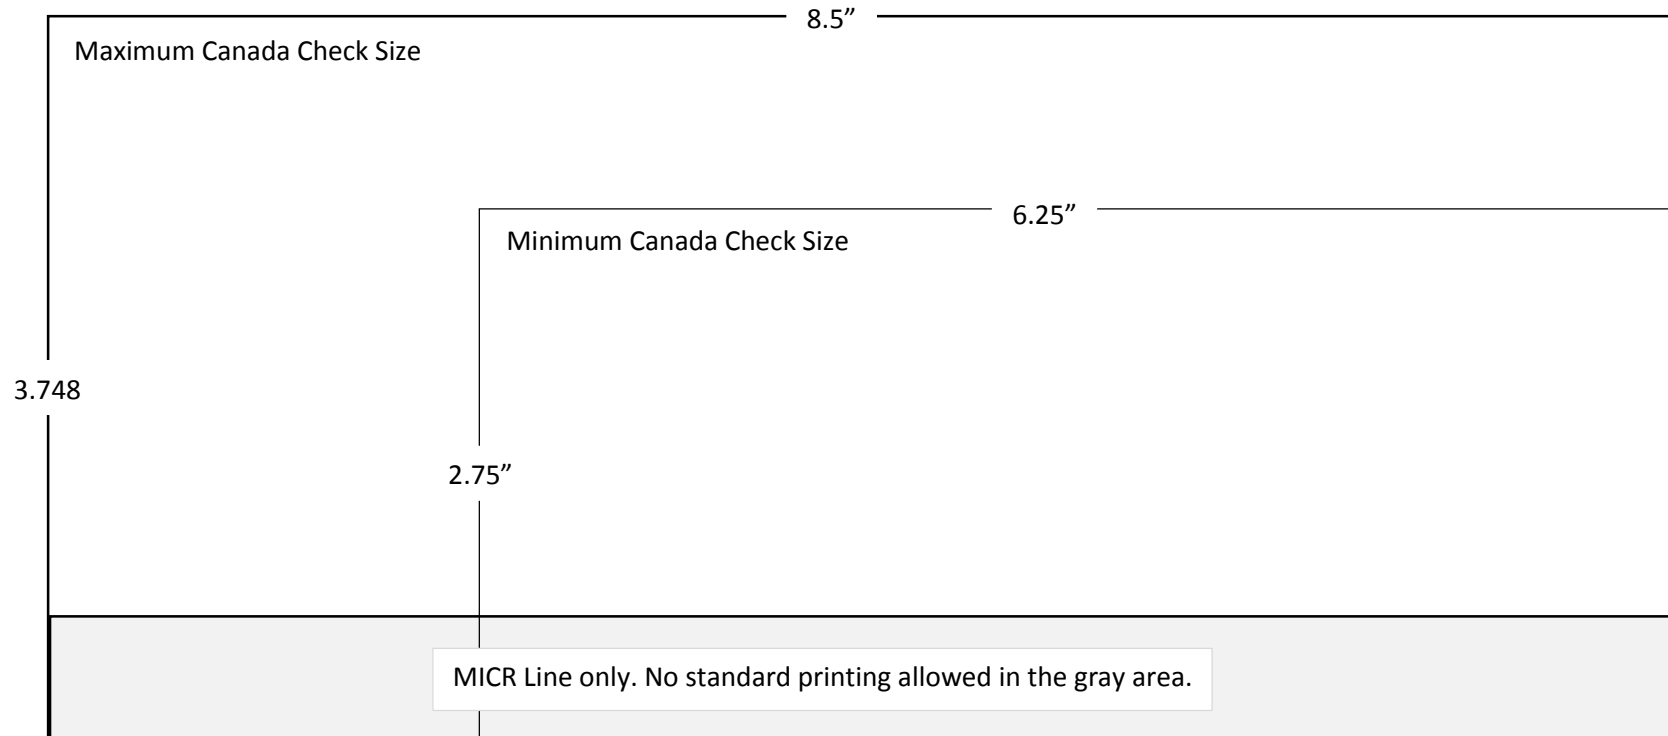 8.5”
Maximum Canada Check Size
6.25”
Minimum Canada Check Size
3.748
2.75”
MICR Line only. No standard printing allowed in the gray area.